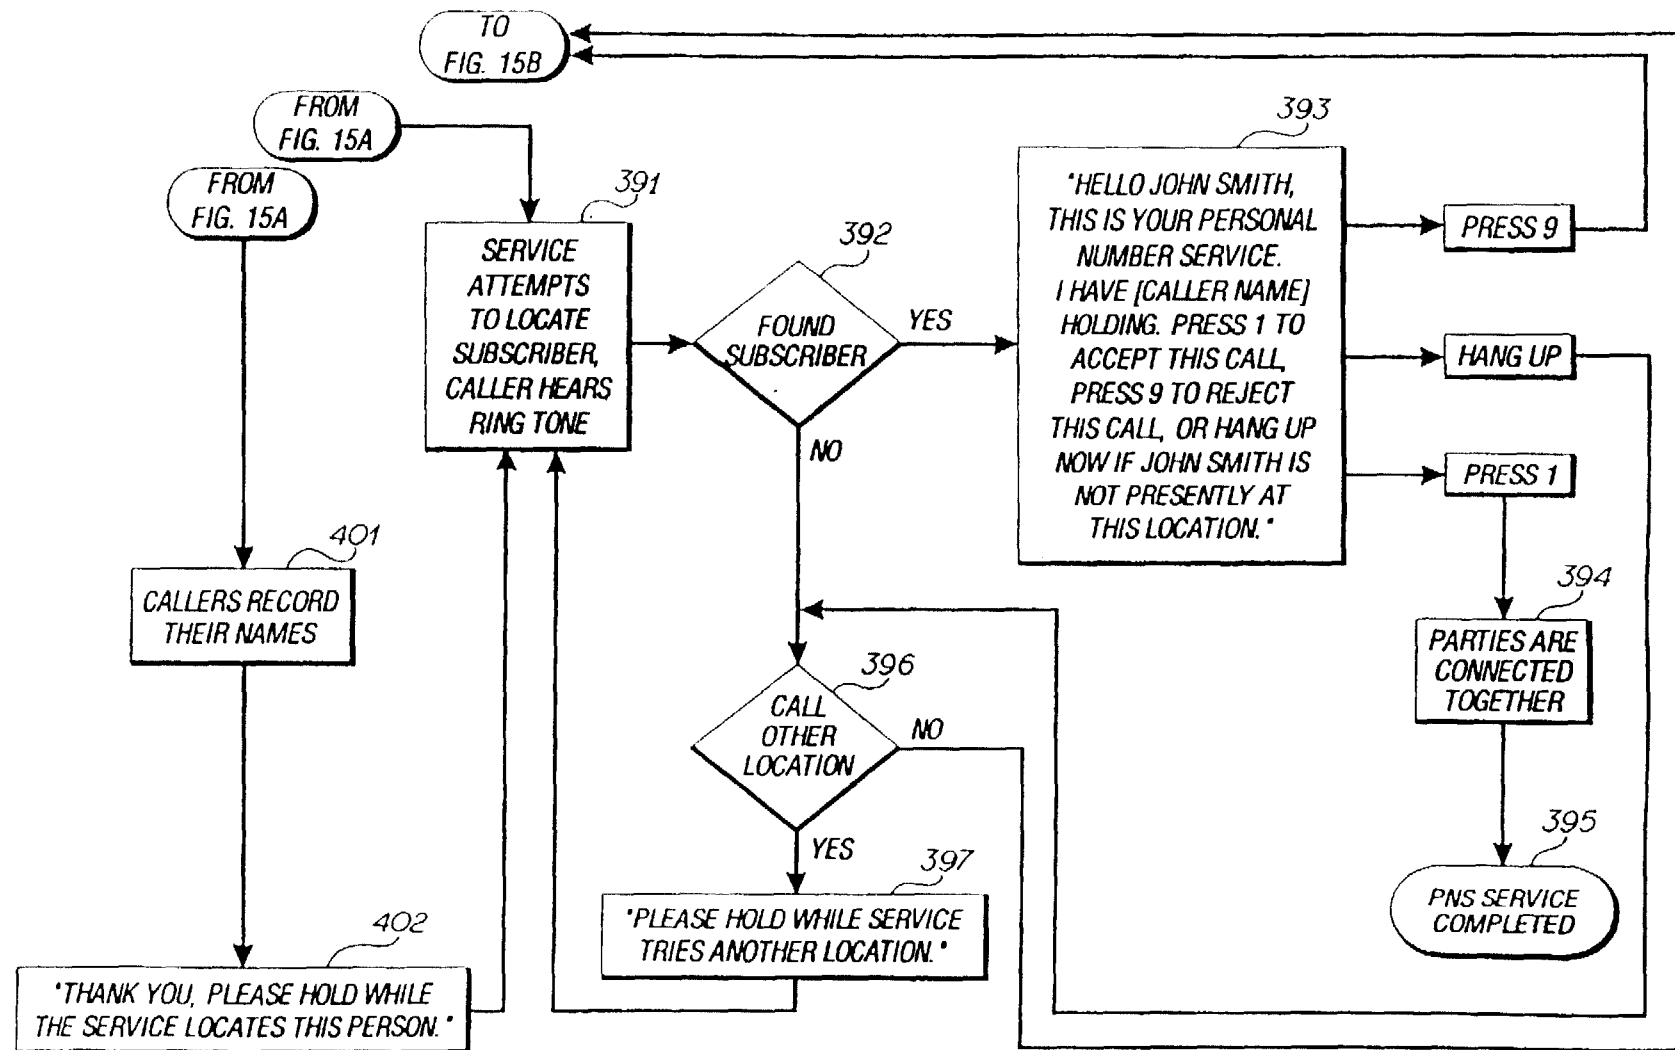 TO
FIG. 15B
FROM
FIG. 15A
FROM
FIG. 15A
391
SERVICE
ATTEMPTS
TO LOCATE
SUBSCRIBER,
CALLER HEARS
RING TONE
392
FOUND
SUBSCRIBER
YES
NO
393
"HELLO JOHN SMITH,
THIS IS YOUR PERSONAL
NUMBER SERVICE.
I HAVE [CALLER NAME]
HOLDING. PRESS 1 TO
ACCEPT THIS CALL,
PRESS 9 TO REJECT
THIS CALL, OR HANG UP
NOW IF JOHN SMITH IS
NOT PRESENTLY AT
THIS LOCATION."
PRESS 9
HANG UP
PRESS 1
394
PARTIES ARE
CONNECTED
TOGETHER
395
PNS SERVICE
COMPLETED
396
CALL
OTHER
LOCATION
NO
YES
397
"PLEASE HOLD WHILE SERVICE
TRIES ANOTHER LOCATION."
401
CALLERS RECORD
THEIR NAMES
402
"THANK YOU, PLEASE HOLD WHILE
THE SERVICE LOCATES THIS PERSON."